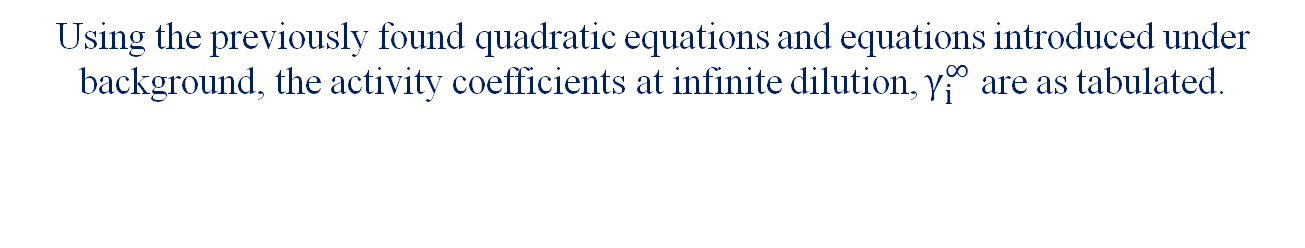 Using the previously found quadratic equations and equations introduced under
background, the activity coefficients at infinite dilution, γᵢ^∞ are as tabulated.